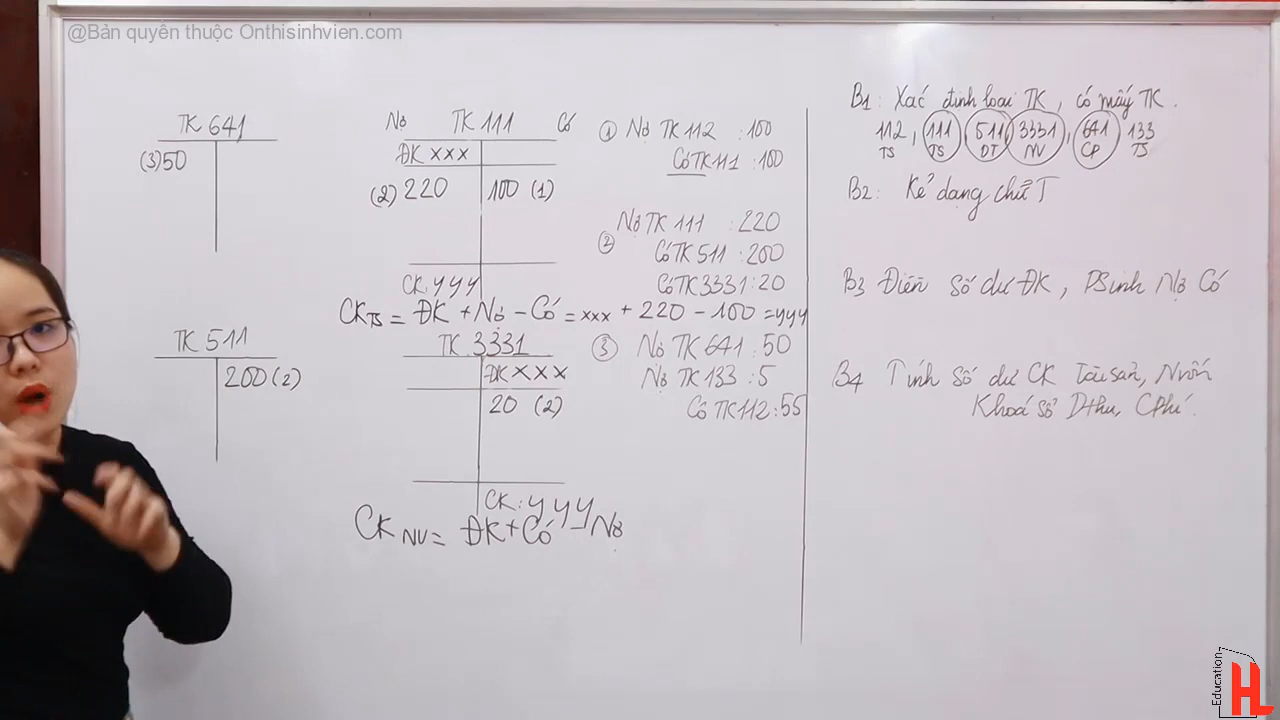 @Bản quyền thuộc Onthisinhvien.com
TK 641
(3) 50
Nợ TK 111 Có
ĐK xxx
(2) 220 100 (1)
CK: yyy
CK TS = ĐK + Nợ - Có = xxx + 220 - 100 = yyy
TK 511
200 (2)
TK 3331
ĐK XXX
20 (2)
CK: yyy
CK NV = ĐK + Có - Nợ
① Nợ TK 112 : 100
Có TK 111 : 100
② Nợ TK 111 : 220
Có TK 511 : 200
Có TK 3331 : 20
③ Nợ TK 641 : 50
Nợ TK 133 : 5
Có TK 112 : 55
B1: Xác định loại TK, có mấy TK.
112, 111, 511, 3331, 641, 133
TS TS DT NV CP TS
B2: Kẻ dạng chữ T
B3 Điền số dư ĐK, PSinh Nợ Có
B4 Tính số dư CK Tài sản, Nvốn
Khoá sổ Dthu, CPhí.
Education
HL